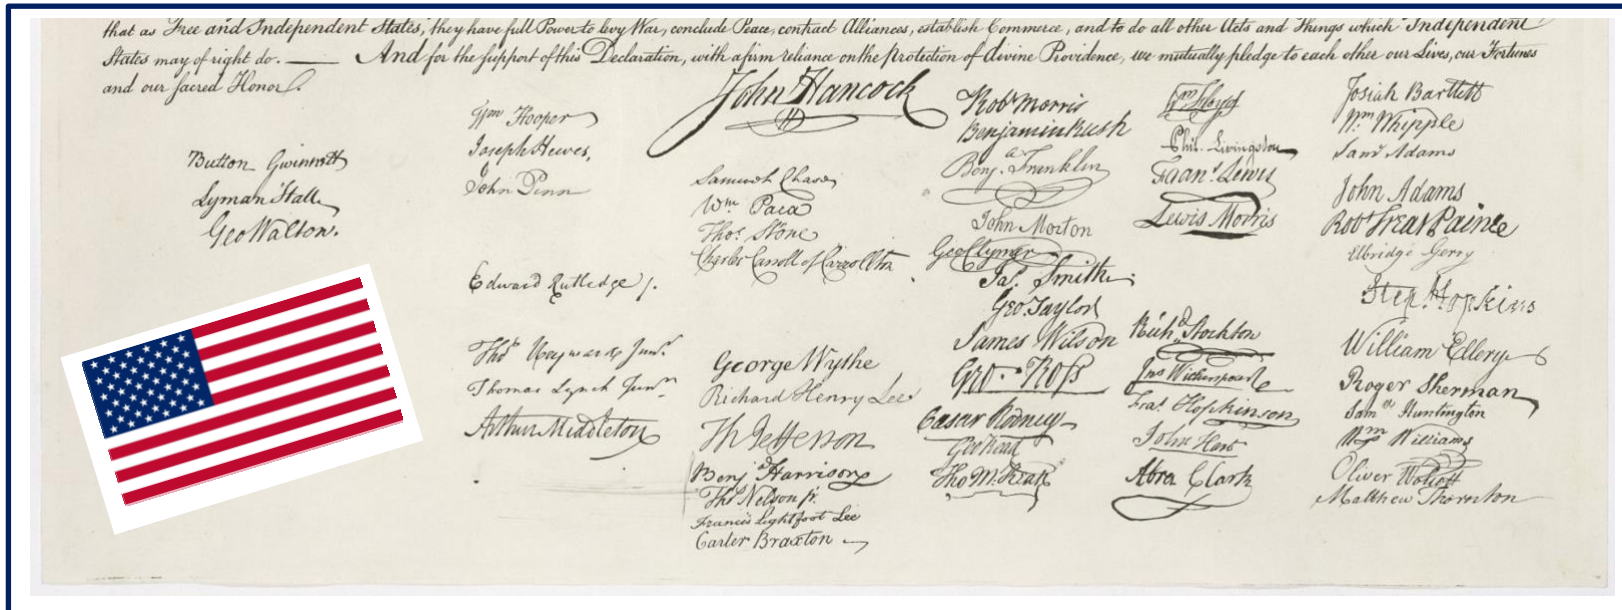 that as Free and Independent States, they have full Power to levy War, conclude Peace, contract Alliances, establish Commerce, and to do all other Acts and Things which Independent
States may of right do. — And for the support of this Declaration, with a firm reliance on the Protection of divine Providence, we mutually pledge to each other our Lives, our Fortunes
and our sacred Honor.
Button Gwinnett
Lyman Hall
Geo Walton.
Wm Hooper
Joseph Hewes,
John Penn
Edward Rutledge /.
Thos Heyward Junr.
Thomas Lynch Junr
Arthur Middleton
John Hancock
Samuel Chase
Wm Paca
Thos Stone
Charles Carroll of Carrollton
George Wythe
Richard Henry Lee
Th Jefferson
Benj Harrison
Thos Nelson jr.
Francis Lightfoot Lee
Carter Braxton
Robt Morris
Benjamin Rush
Benj. Franklin
John Morton
Geo Clymer
Jas. Smith
Geo. Taylor
James Wilson
Geo. Ross
Caesar Rodney
Geo Read
Tho M:Kean
Wm Floyd
Phil. Livingston
Frans. Lewis
Lewis Morris
Richd Stockton
Jno Witherspoon
Fras. Hopkinson
John Hart
Abra Clark
Josiah Bartlett
Wm Whipple
Saml Adams
John Adams
Robt Treat Paine
Elbridge Gerry
Step. Hopkins
William Ellery
Roger Sherman
Saml Huntington
Wm Williams
Oliver Wolcott
Matthew Thornton